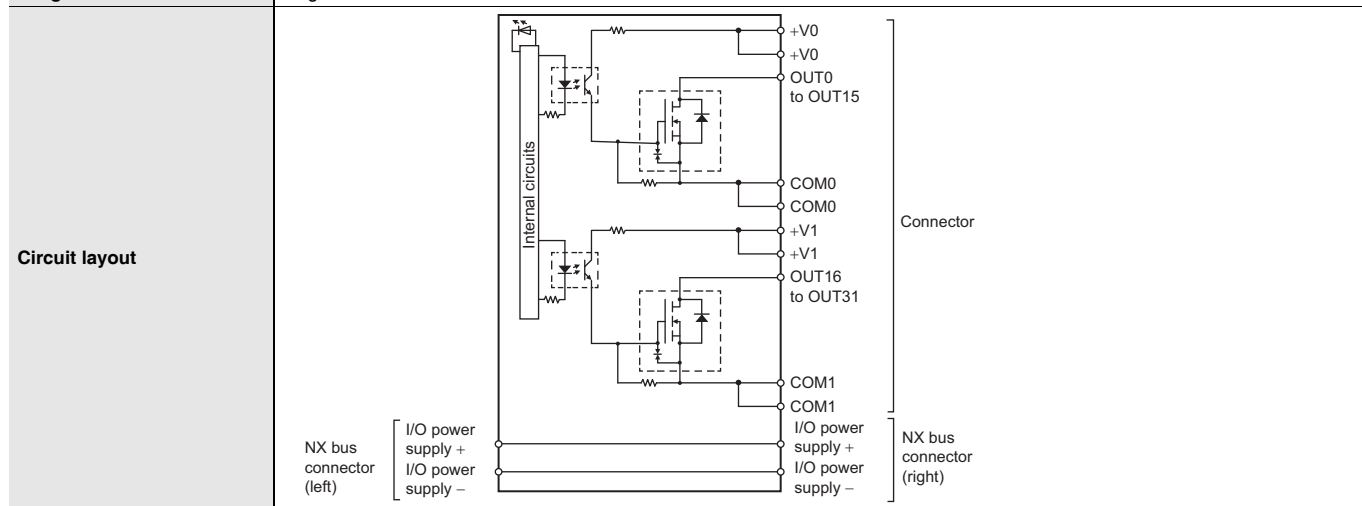 Circuit layout
Internal circuits
+V0
+V0
OUT0
to OUT15
COM0
COM0
+V1
+V1
OUT16
to OUT31
COM1
COM1
Connector
NX bus
connector
(left)
I/O power
supply +
I/O power
supply −
I/O power
supply +
I/O power
supply −
NX bus
connector
(right)